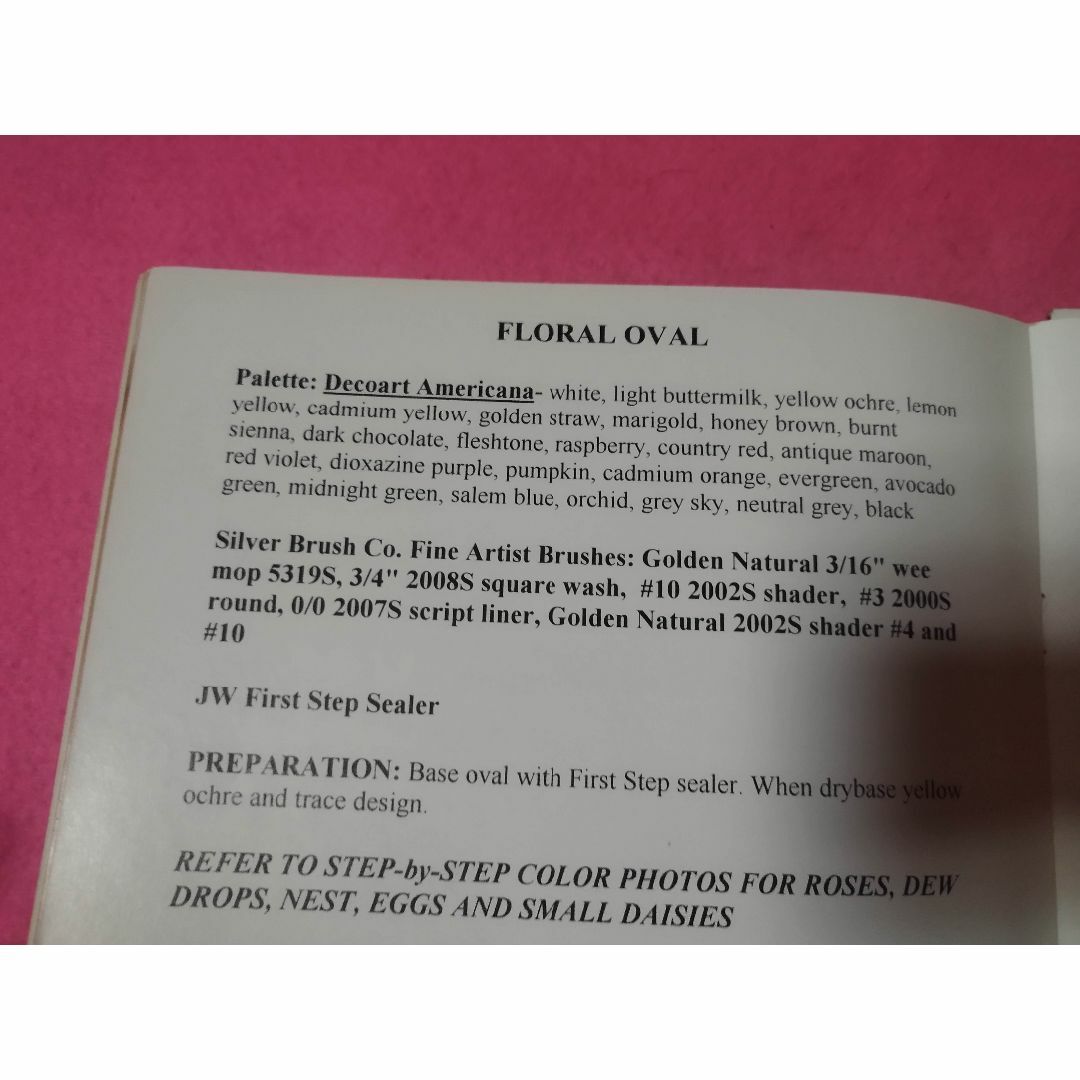 FLORAL OVAL
Palette: Decoart Americana- white, light buttermilk, yellow ochre, lemon
yellow, cadmium yellow, golden straw, marigold, honey brown, burnt
sienna, dark chocolate, fleshtone, raspberry, country red, antique maroon,
red violet, dioxazine purple, pumpkin, cadmium orange, evergreen, avocado
green, midnight green, salem blue, orchid, grey sky, neutral grey, black
Silver Brush Co. Fine Artist Brushes: Golden Natural 3/16" wee
mop 5319S, 3/4" 2008S square wash, #10 2002S shader, #3 2000S
round, 0/0 2007S script liner, Golden Natural 2002S shader #4 and
#10
JW First Step Sealer
PREPARATION: Base oval with First Step sealer. When drybase yellow
ochre and trace design.
REFER TO STEP-by-STEP COLOR PHOTOS FOR ROSES, DEW
DROPS, NEST, EGGS AND SMALL DAISIES